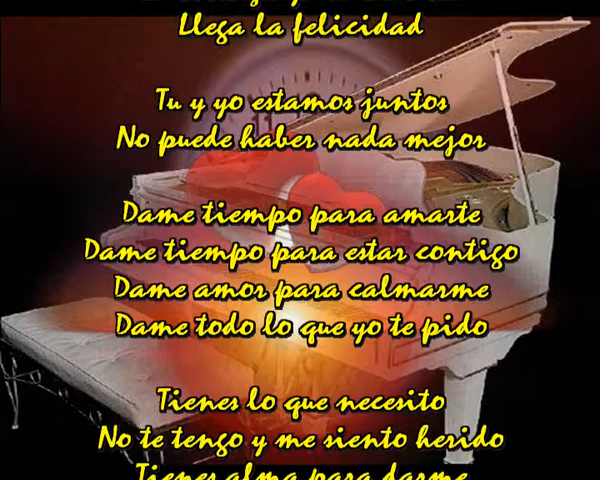 Llega la felicidad
Tu y yo estamos juntos
No puede haber nada mejor
Dame tiempo para amarte
Dame tiempo para estar contigo
Dame amor para calmarme
Dame todo lo que yo te pido
Tienes lo que necesito
No te tengo y me siento herido
Tienes alma para darme